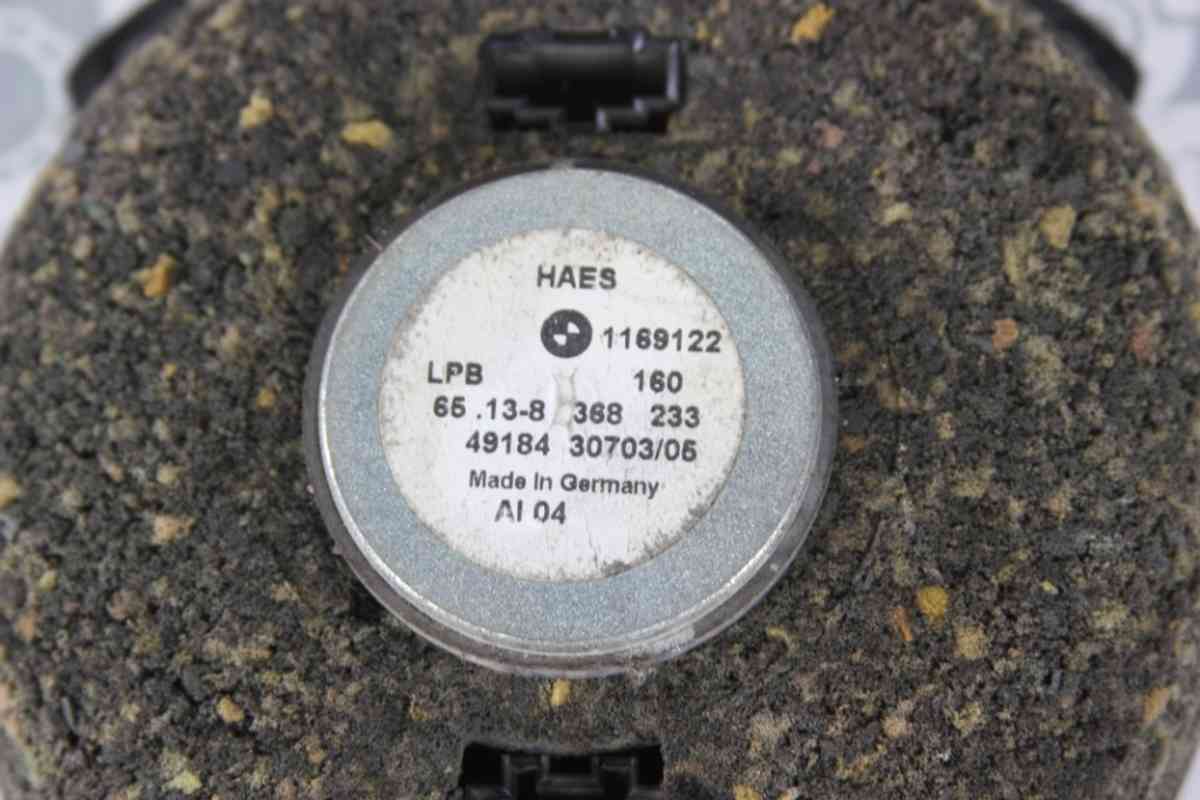 HAES
1169122
LPB 160
65 .13-8 368 233
49184 30703/05
Made In Germany
AI 04